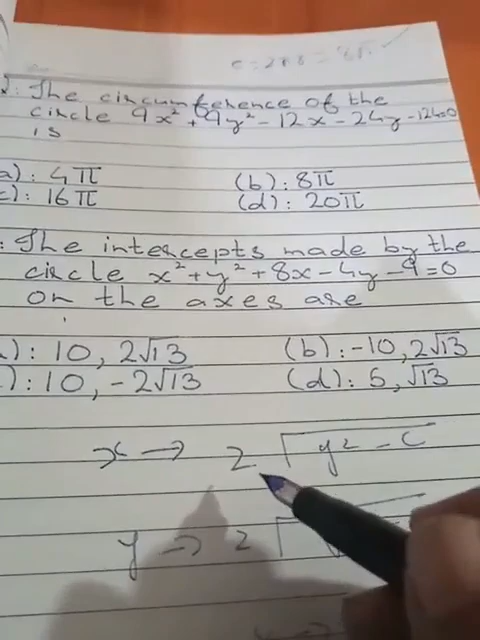 2. The circumference of the
circle 9x² + 9y² - 12x - 24y - 124=0
is
a): 4π (b): 8π
c): 16π (d): 20π
: The intercepts made by the
circle x² + y² + 8x - 4y - 9 = 0
on the axes are
): 10, 2√13 (b): -10, 2√13
): 10, -2√13 (d): 5, √13
x → 2 √g² - c
y → 2 √